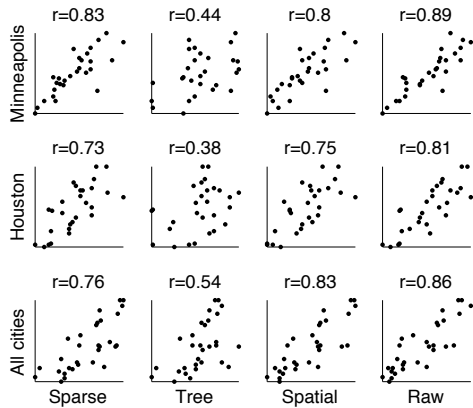 r=0.83 r=0.44 r=0.8 r=0.89
Minneapolis
r=0.73 r=0.38 r=0.75 r=0.81
Houston
r=0.76 r=0.54 r=0.83 r=0.86
All cities
Sparse Tree Spatial Raw